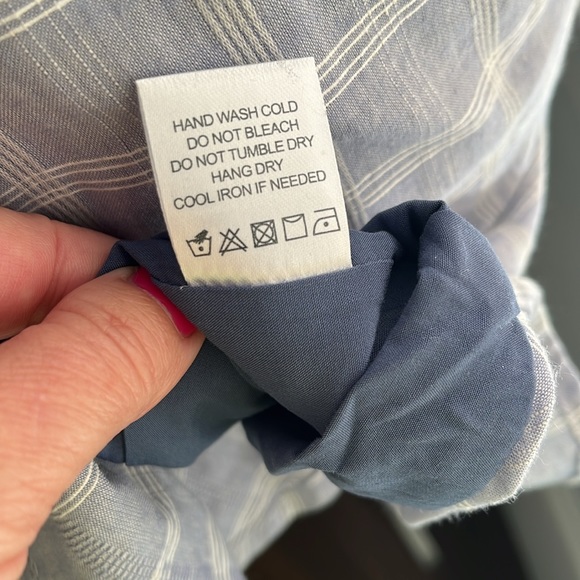 HAND WASH COLD
DO NOT BLEACH
DO NOT TUMBLE DRY
HANG DRY
COOL IRON IF NEEDED